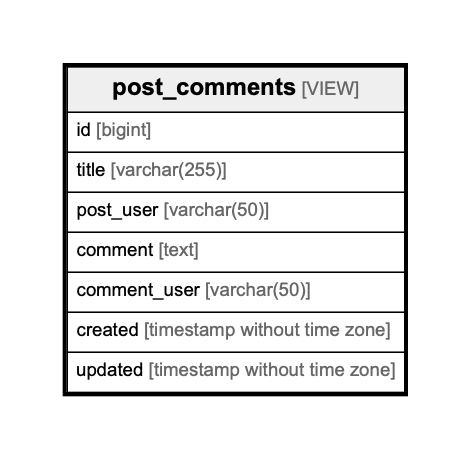 post_comments [VIEW]
id [bigint]
title [varchar(255)]
post_user [varchar(50)]
comment [text]
comment_user [varchar(50)]
created [timestamp without time zone]
updated [timestamp without time zone]